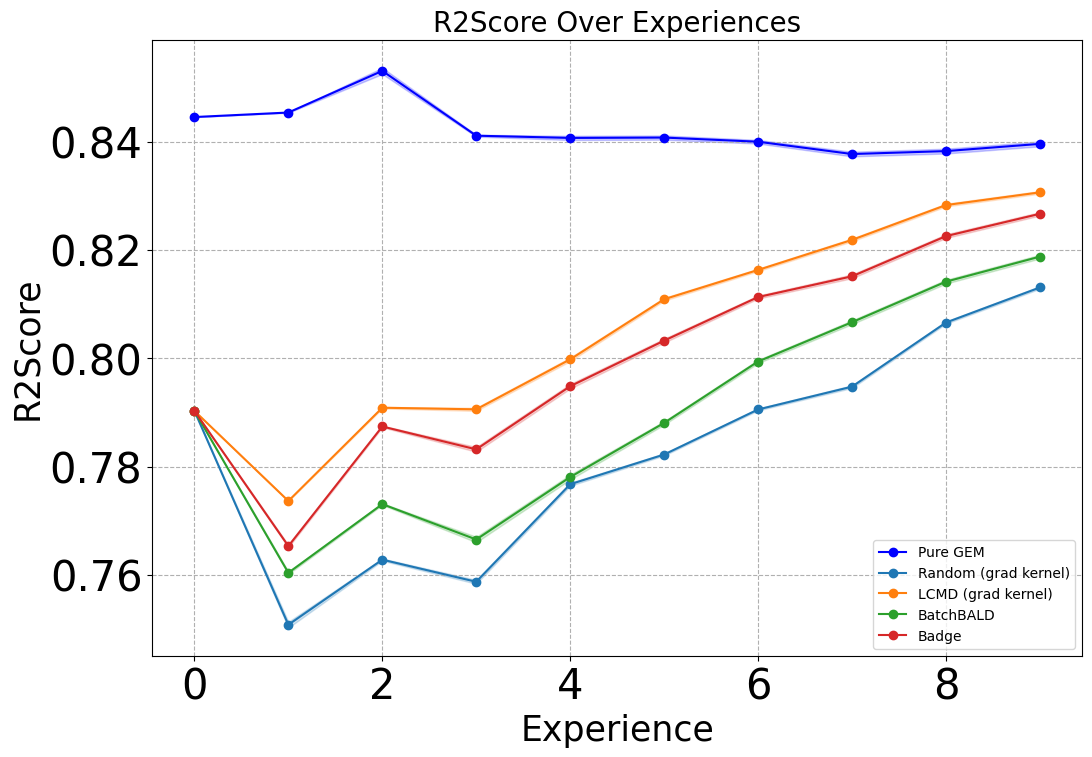 R2Score Over Experiences
R2Score
0.84
0.82
0.80
0.78
0.76
0 2 4 6 8
Experience
Pure GEM
Random (grad kernel)
LCMD (grad kernel)
BatchBALD
Badge